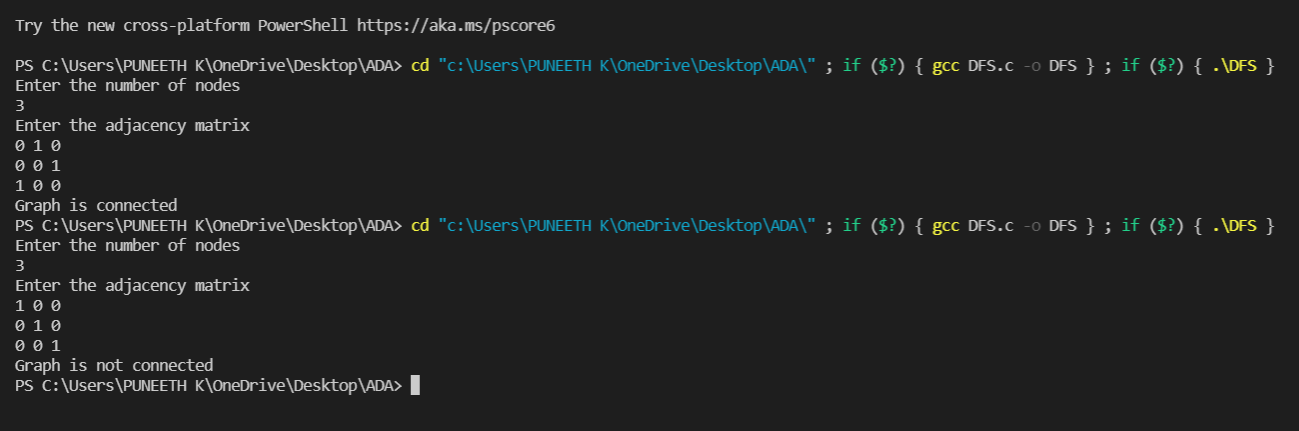 Try the new cross-platform PowerShell https://aka.ms/pscore6
PS C:\Users\PUNEETH K\OneDrive\Desktop\ADA> cd "c:\Users\PUNEETH K\OneDrive\Desktop\ADA\" ; if ($?) { gcc DFS.c -o DFS } ; if ($?) { .\DFS }
Enter the number of nodes
3
Enter the adjacency matrix
0 1 0
0 0 1
1 0 0
Graph is connected
PS C:\Users\PUNEETH K\OneDrive\Desktop\ADA> cd "c:\Users\PUNEETH K\OneDrive\Desktop\ADA\" ; if ($?) { gcc DFS.c -o DFS } ; if ($?) { .\DFS }
Enter the number of nodes
3
Enter the adjacency matrix
1 0 0
0 1 0
0 0 1
Graph is not connected
PS C:\Users\PUNEETH K\OneDrive\Desktop\ADA>